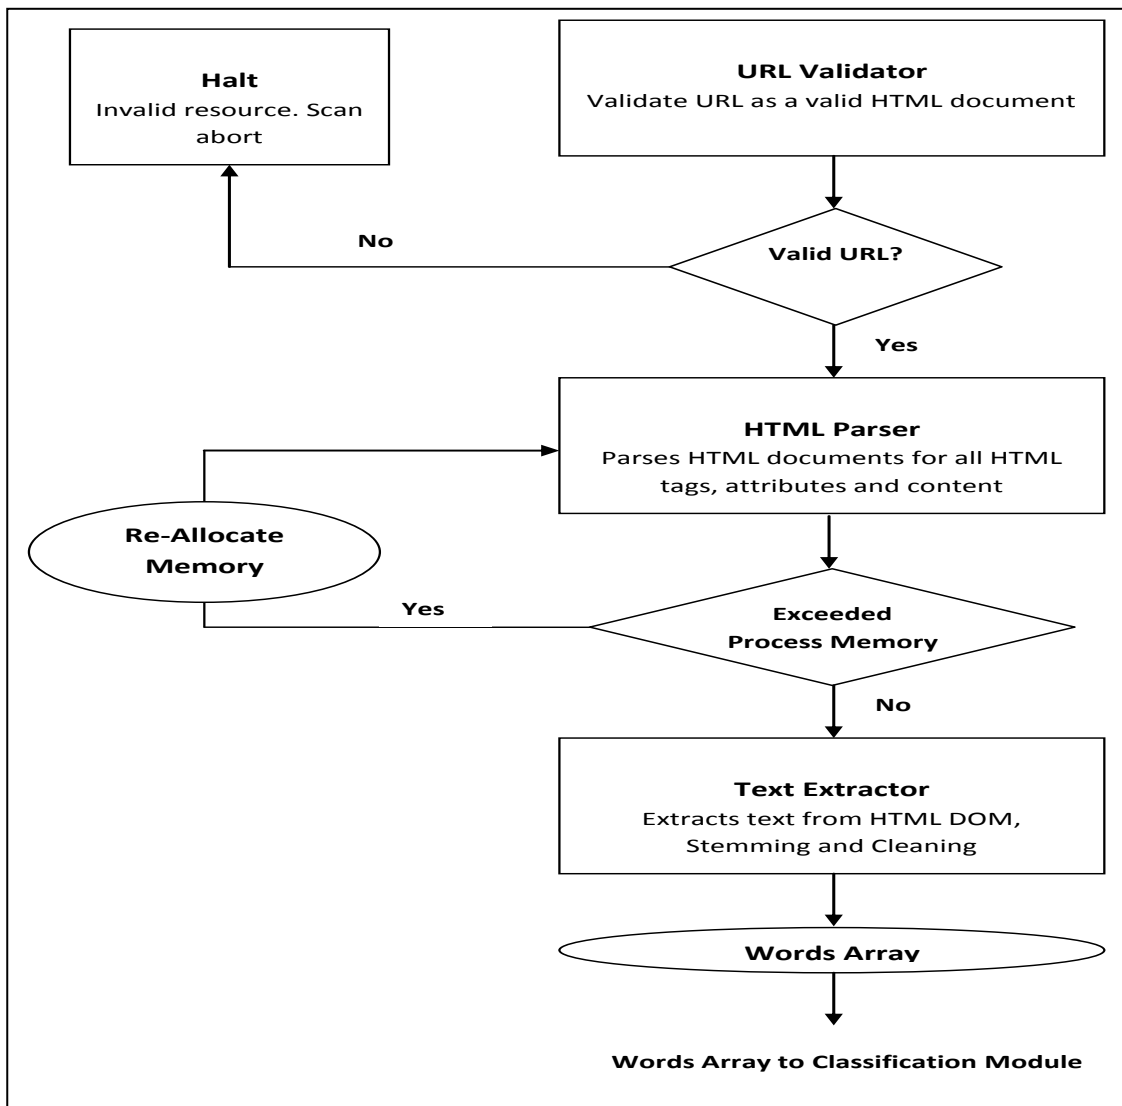 Halt
Invalid resource. Scan
abort
URL Validator
Validate URL as a valid HTML document
No
Valid URL?
Yes
HTML Parser
Parses HTML documents for all HTML
tags, attributes and content
Re-Allocate
Memory
Yes
Exceeded
Process Memory
No
Text Extractor
Extracts text from HTML DOM,
Stemming and Cleaning
Words Array
Words Array to Classification Module